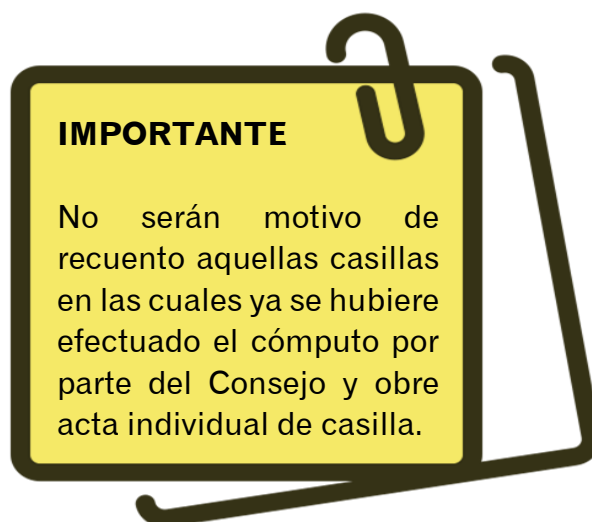 IMPORTANTE
No serán motivo de
recuento aquellas casillas
en las cuales ya se hubiere
efectuado el cómputo por
parte del Consejo y obre
acta individual de casilla.